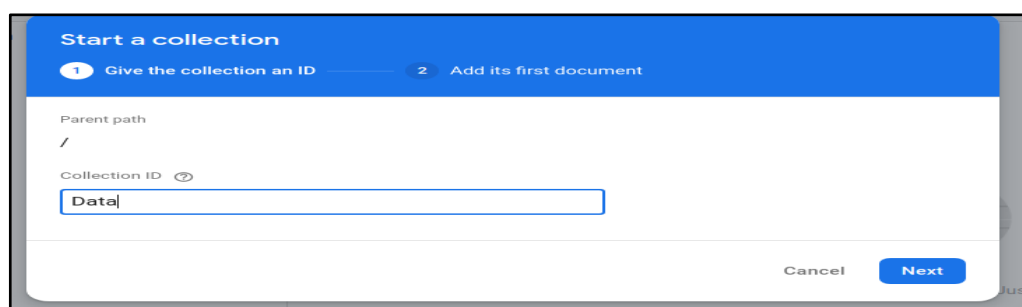 Start a collection
1 Give the collection an ID 2 Add its first document
Parent path
/
Collection ID ?
Data
Cancel Next
Jus